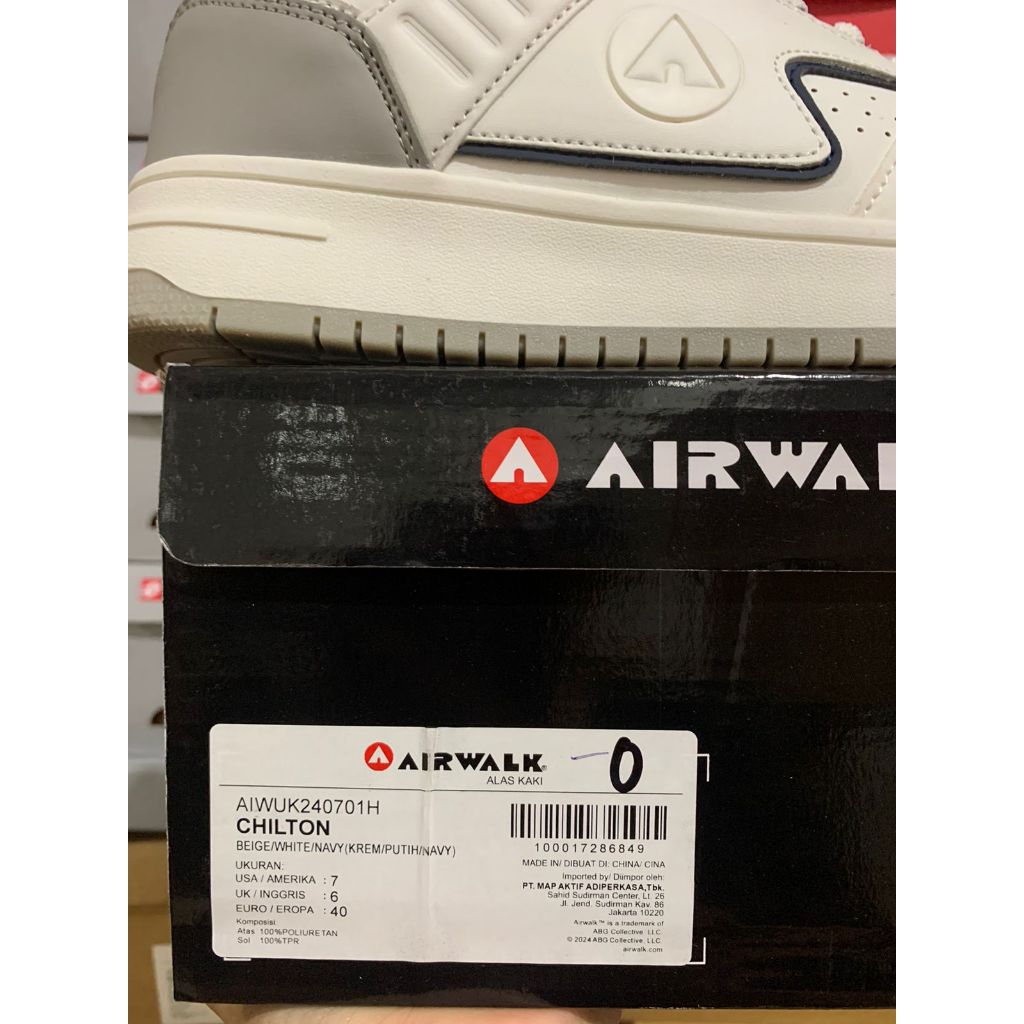 AIRWAL
AIRWALK
ALAS KAKI
0
AIWUK240701H
CHILTON
BEIGE/WHITE/NAVY(KREM/PUTIH/NAVY)
UKURAN:
USA / AMERIKA : 7
UK / INGGRIS : 6
EURO / EROPA : 40
Komposisi:
Atas 100%POLIURETAN
Sol 100%TPR
100017286849
MADE IN/ DIBUAT DI: CHINA/ CINA
Imported by/ Diimpor oleh:
PT. MAP AKTIF ADIPERKASA,Tbk.
Sahid Sudirman Center, Lt. 26
Jl. Jend. Sudirman Kav. 86
Jakarta 10220
Airwalk™ is a trademark of
ABG Collective, LLC.
© 2024 ABG Collective, LLC.
airwalk.com